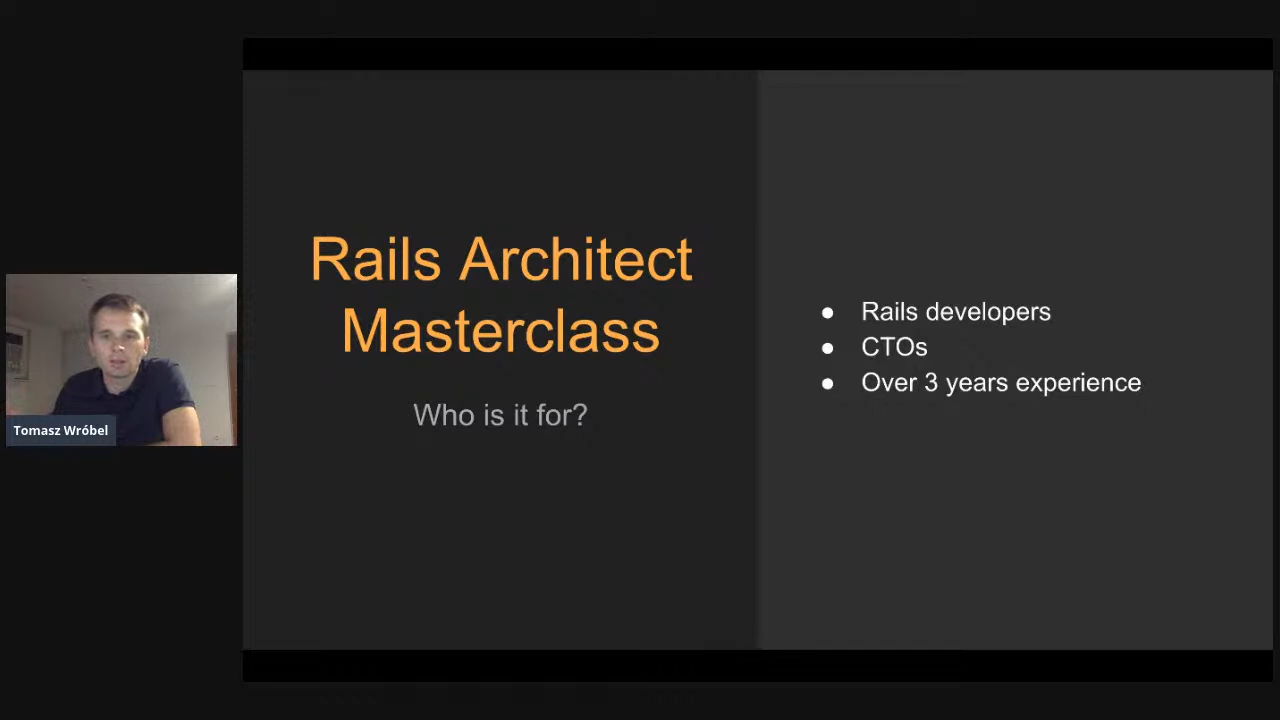 Rails Architect
Masterclass
Who is it for?
● Rails developers
● CTOs
● Over 3 years experience
Tomasz Wróbel